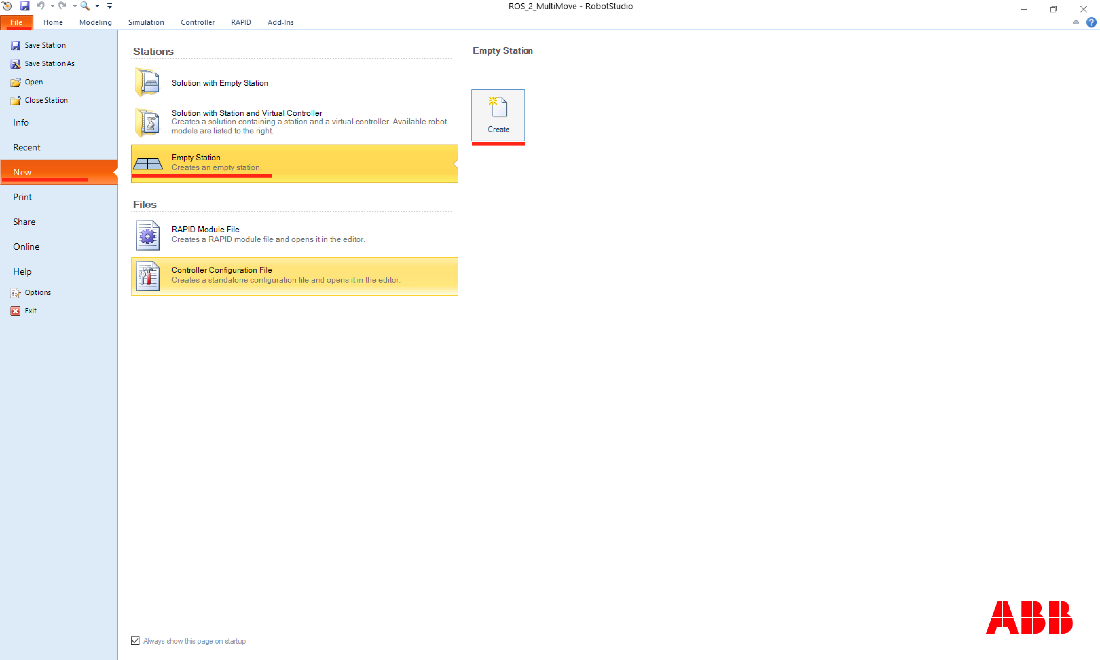 ROS_2_MultiMove - RobotStudio
File Home Modeling Simulation Controller RAPID Add-Ins
Save Station
Save Station As
Open
Close Station
Info
Recent
New
Print
Share
Online
Help
Options
Exit
Stations
Solution with Empty Station
Solution with Station and Virtual Controller
Creates a solution containing a station and a virtual controller. Available robot
models are listed to the right.
Empty Station
Creates an empty station.
Files
RAPID Module File
Creates a RAPID module file and opens it in the editor.
Controller Configuration File
Creates a standalone configuration file and opens it in the editor.
Always show this page on startup
Empty Station
Create
ABB